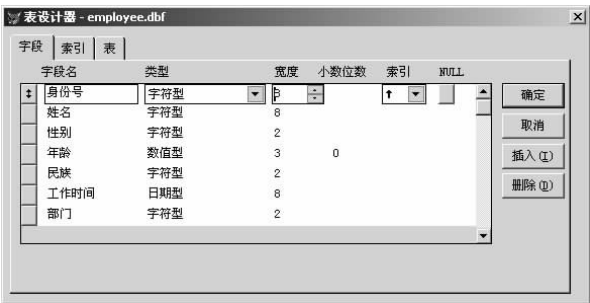 表设计器 - employee.dbf
字段 索引 表
字段名 类型 宽度 小数位数 索引 NULL
身份号 字符型 ↑ 确定
姓名 字符型 8
性别 字符型 2 取消
年龄 数值型 3 0 插入(I)
民族 字符型 2
工作时间 日期型 8 删除(D)
部门 字符型 2